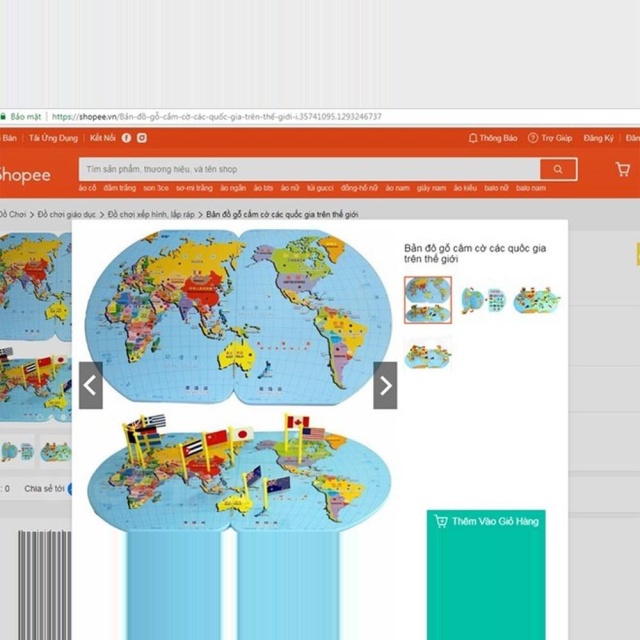 Bảo mật | https://shopee.vn/Bản-đồ-gỗ-cắm-cờ-các-quốc-gia-trên-thế-giới-i.35741095.1293246737
Bán | Tải Ứng Dụng | Kết Nối
Thông Báo Trợ Giúp Đăng Ký
Shopee
Tìm sản phẩm, thương hiệu, và tên shop
áo cổ đầm trắng son 3ce sơ-mi trắng áo ngắn áo bts áo nữ túi gucci đồng-hồ-nữ áo nam giày nam áo kiểu balo nữ balo nam
Đồ Chơi > Đồ chơi giáo dục > Đồ chơi xếp hình, lắp ráp > Bản đồ gỗ cắm cờ các quốc gia trên thế giới
Bản đồ gỗ cắm cờ các quốc gia
trên thế giới
: 0 Chia sẻ tới
Thêm Vào Giỏ Hàng